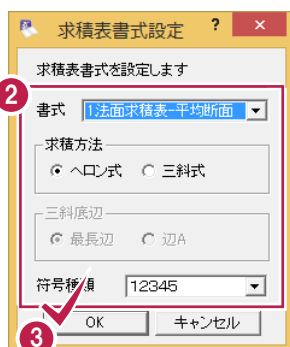 求積表書式設定 ? ×
求積表書式を設定します
2
書式 1法面求積表-平均断面
求積方法
ヘロン式 三斜式
三斜底辺
最長辺 辺A
符号種類 12345
OK キャンセル
3